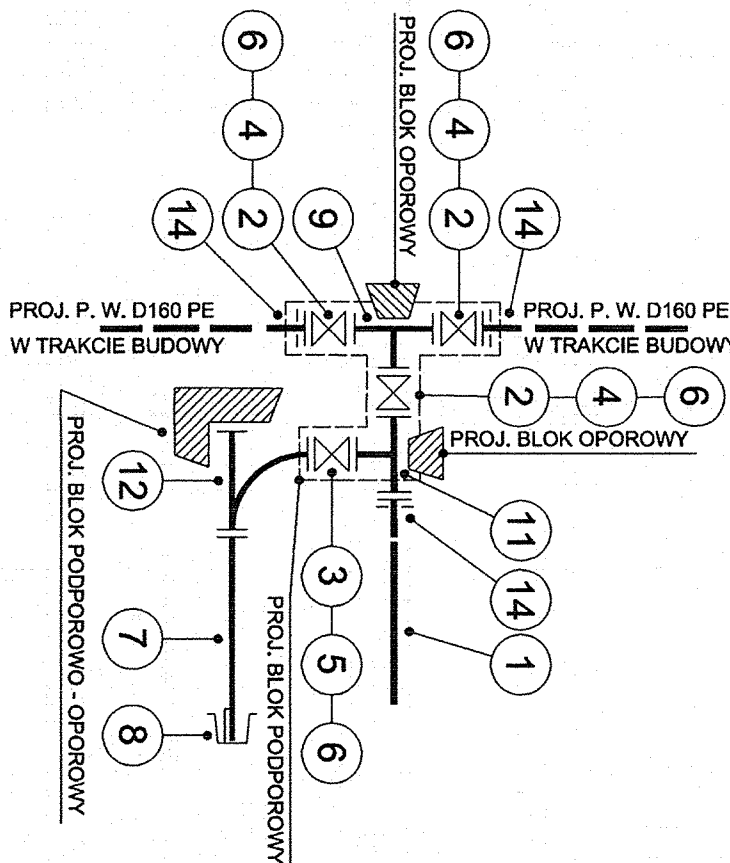 6
4
2
14
9
PROJ. BLOK OPOROWY
6
4
2
14
PROJ. P. W. D160 PE
W TRAKCIE BUDOWY
PROJ. P. W. D160 PE
W TRAKCIE BUDOWY
2
4
6
PROJ. BLOK OPOROWY
11
14
1
3
5
6
PROJ. BLOK PODPOROWY
12
7
8
PROJ. BLOK PODPOROWO - OPOROWY